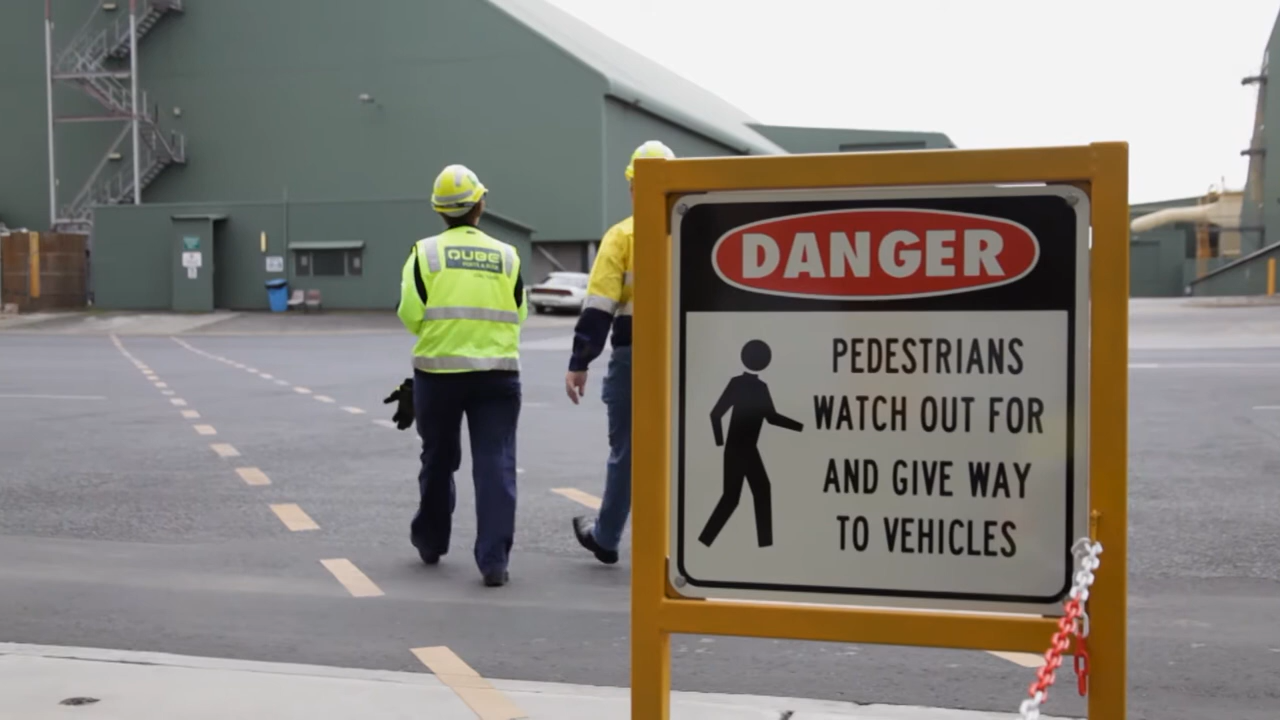 QUBE
DANGER
PEDESTRIANS
WATCH OUT FOR
AND GIVE WAY
TO VEHICLES